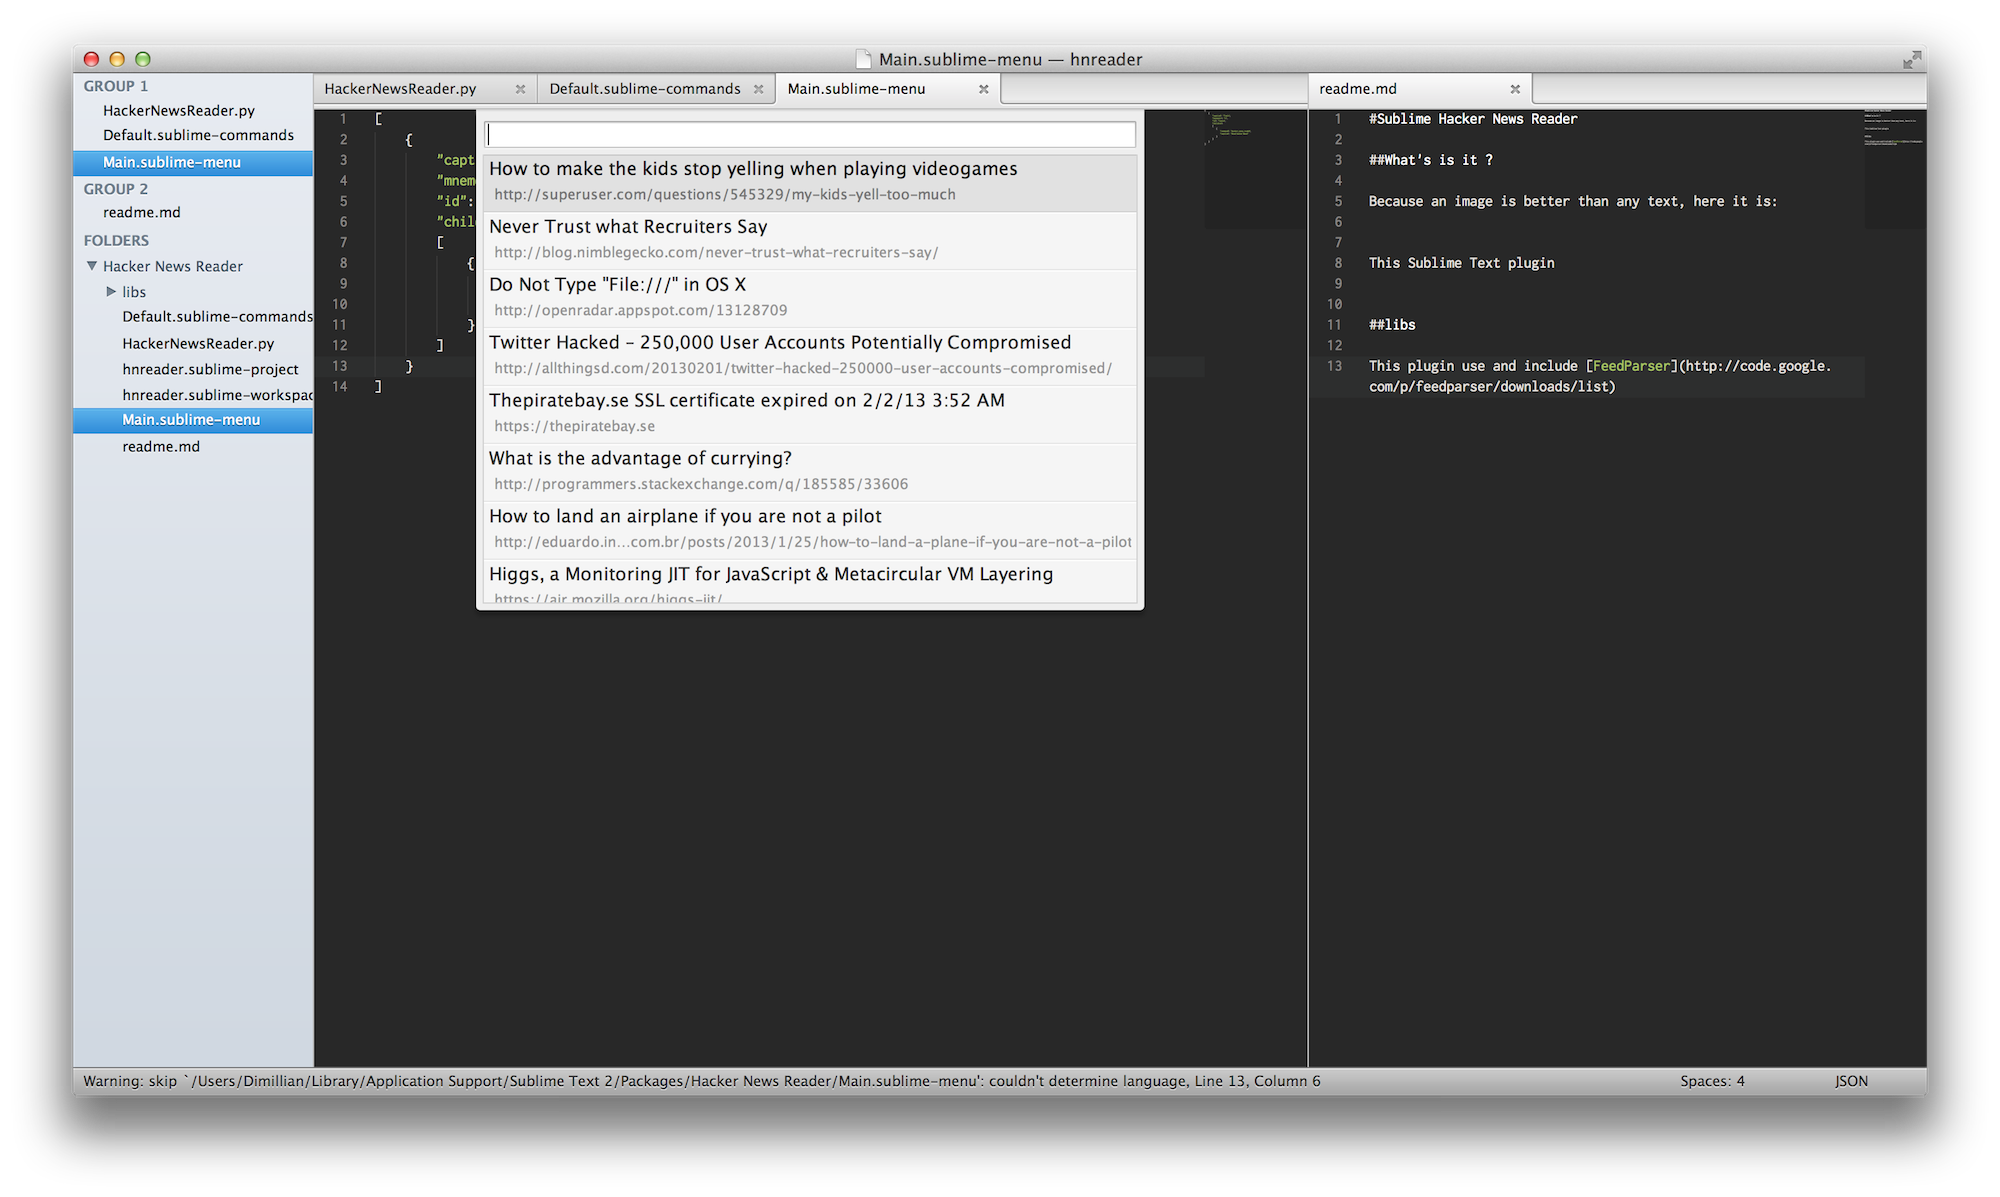 Main.sublime-menu — hnreader
GROUP 1
HackerNewsReader.py
Default.sublime-commands
Main.sublime-menu
GROUP 2
readme.md
FOLDERS
Hacker News Reader
libs
Default.sublime-commands
HackerNewsReader.py
hnreader.sublime-project
hnreader.sublime-workspac
Main.sublime-menu
readme.md
HackerNewsReader.py
Default.sublime-commands
Main.sublime-menu
1 [
2 {
3 "capt
4 "mnem
5 "id":
6 "chil
7 [
8 {
9
10
11 }
12 ]
13 }
14 ]
How to make the kids stop yelling when playing videogames
http://superuser.com/questions/545329/my-kids-yell-too-much
Never Trust what Recruiters Say
http://blog.nimblegecko.com/never-trust-what-recruiters-say/
Do Not Type "File:///" in OS X
http://openradar.appspot.com/13128709
Twitter Hacked – 250,000 User Accounts Potentially Compromised
http://allthingsd.com/20130201/twitter-hacked-250000-user-accounts-compromised/
Thepiratebay.se SSL certificate expired on 2/2/13 3:52 AM
https://thepiratebay.se
What is the advantage of currying?
http://programmers.stackexchange.com/q/185585/33606
How to land an airplane if you are not a pilot
http://eduardo.in...com.br/posts/2013/1/25/how-to-land-a-plane-if-you-are-not-a-pilot
Higgs, a Monitoring JIT for JavaScript & Metacircular VM Layering
https://air.mozilla.org/higgs-jit/
readme.md
1 #Sublime Hacker News Reader
2
3 ##What's is it ?
4
5 Because an image is better than any text, here it is:
6
7
8 This Sublime Text plugin
9
10
11 ##libs
12
13 This plugin use and include [FeedParser](http://code.google.
com/p/feedparser/downloads/list)
Warning: skip `/Users/Dimillian/Library/Application Support/Sublime Text 2/Packages/Hacker News Reader/Main.sublime-menu': couldn't determine language, Line 13, Column 6
Spaces: 4
JSON